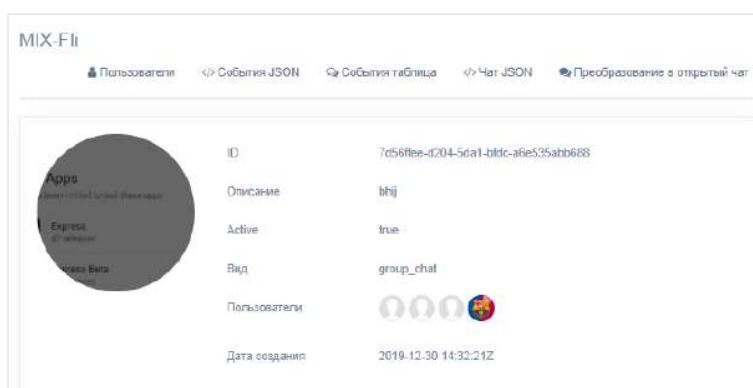 MIX-Fli
Пользователи </> События JSON События таблица </> Чат JSON Преобразование в открытый чат
Apps
Express
ID 7d56ffee-d204-5da1-bfdc-a6e535abb688
Описание bhij
Active true
Вид group_chat
Пользователи
Дата создания 2019-12-30 14:32:21Z